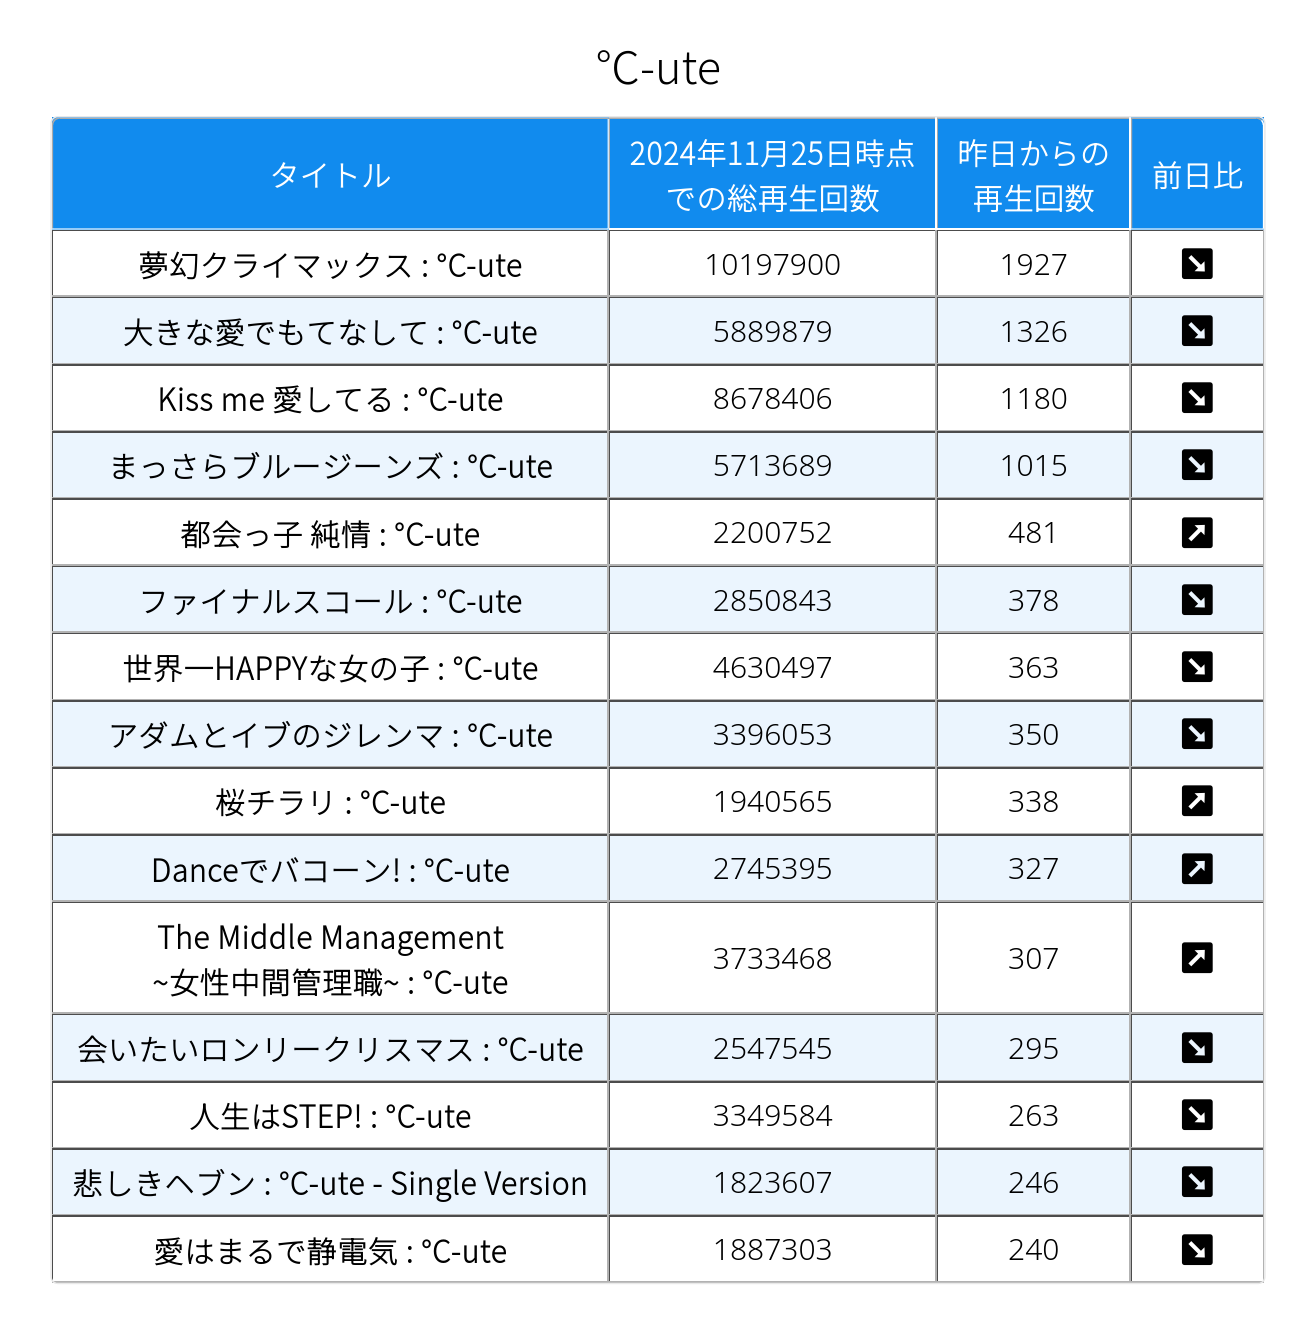 ℃-ute
タイトル
2024年11月25日時点
での総再生回数
昨日からの
再生回数
前日比
夢幻クライマックス : ℃-ute 10197900 1927
大きな愛でもてなして : ℃-ute 5889879 1326
Kiss me 愛してる : ℃-ute 8678406 1180
まっさらブルージーンズ : ℃-ute 5713689 1015
都会っ子 純情 : ℃-ute 2200752 481
ファイナルスコール : ℃-ute 2850843 378
世界一HAPPYな女の子 : ℃-ute 4630497 363
アダムとイブのジレンマ : ℃-ute 3396053 350
桜チラリ : ℃-ute 1940565 338
Danceでバコーン! : ℃-ute 2745395 327
The Middle Management
~女性中間管理職~ : ℃-ute 3733468 307
会いたいロンリークリスマス : ℃-ute 2547545 295
人生はSTEP! : ℃-ute 3349584 263
悲しきヘブン : ℃-ute - Single Version 1823607 246
愛はまるで静電気 : ℃-ute 1887303 240